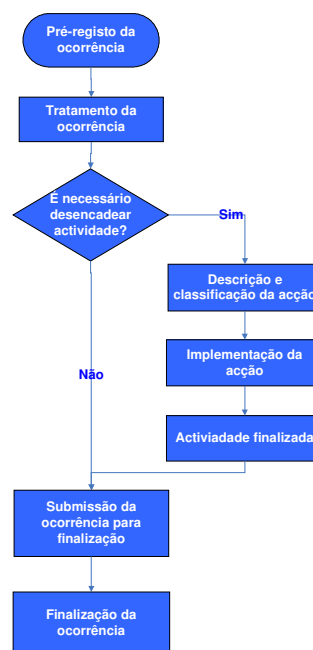 Pré-registo da
ocorrência
Tratamento da
ocorrência
É necessário
desencadear
actividade?
Sim
Descrição e
classificação da acção
Implementação da
acção
Activiadade finalizada
Não
Submissão da
ocorrência para
finalização
Finalização da
ocorrência